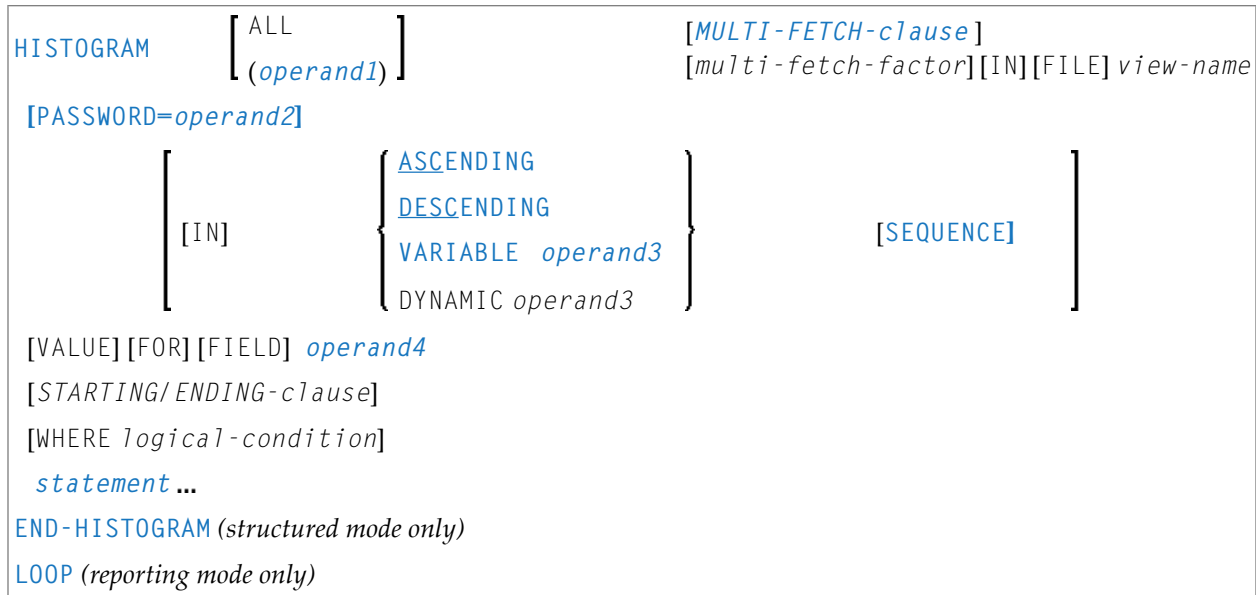 HISTOGRAM [ ALL (operand1) ] [MULTI-FETCH-clause]
[multi-fetch-factor][IN][FILE] view-name
[PASSWORD=operand2]
[IN]
ASCENDING
DESCENDING
VARIABLE operand3
DYNAMIC operand3
[SEQUENCE]
[VALUE][FOR][FIELD] operand4
[STARTING/ENDING-clause]
[WHERE logical-condition]
statement ...
END-HISTOGRAM (structured mode only)
LOOP (reporting mode only)